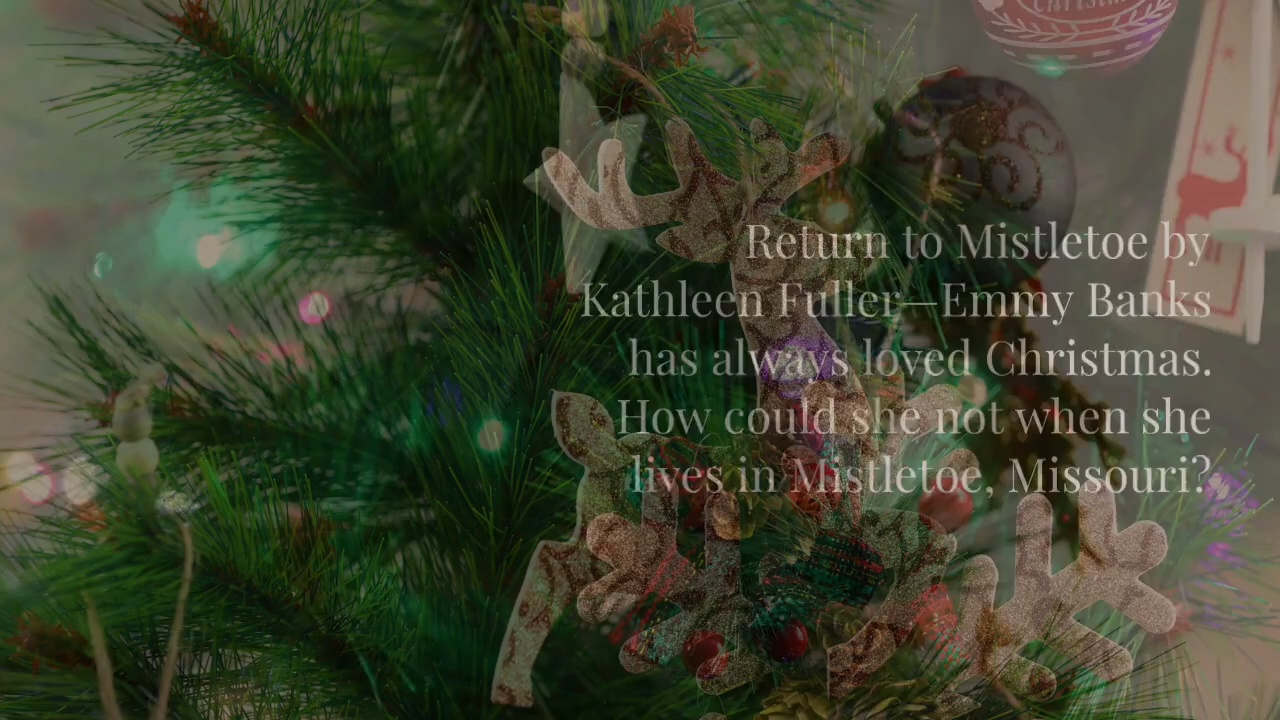 Christma
Return to Mistletoe by
Kathleen Fuller—Emmy Banks
has always loved Christmas.
How could she not when she
lives in Mistletoe, Missouri?